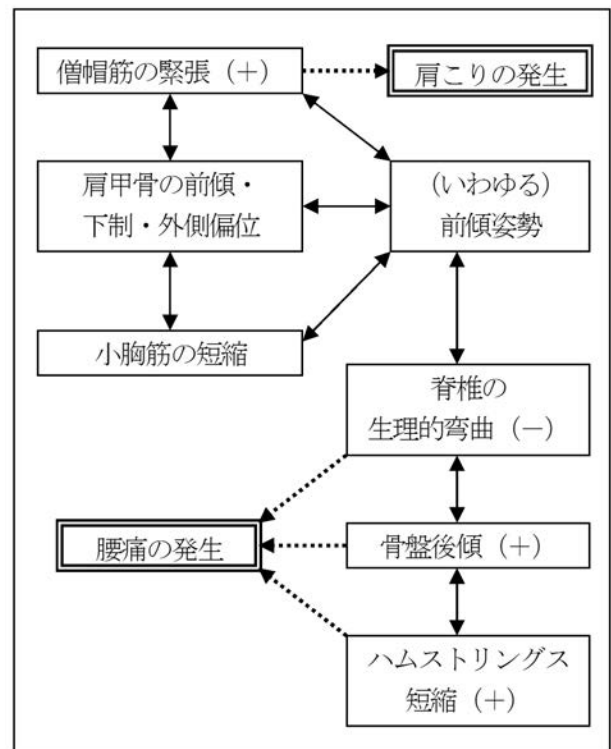 僧帽筋の緊張（+）
肩こりの発生
肩甲骨の前傾・
下制・外側偏位
（いわゆる）
前傾姿勢
小胸筋の短縮
脊椎の
生理的弯曲（－）
腰痛の発生
骨盤後傾（+）
ハムストリングス
短縮（+）